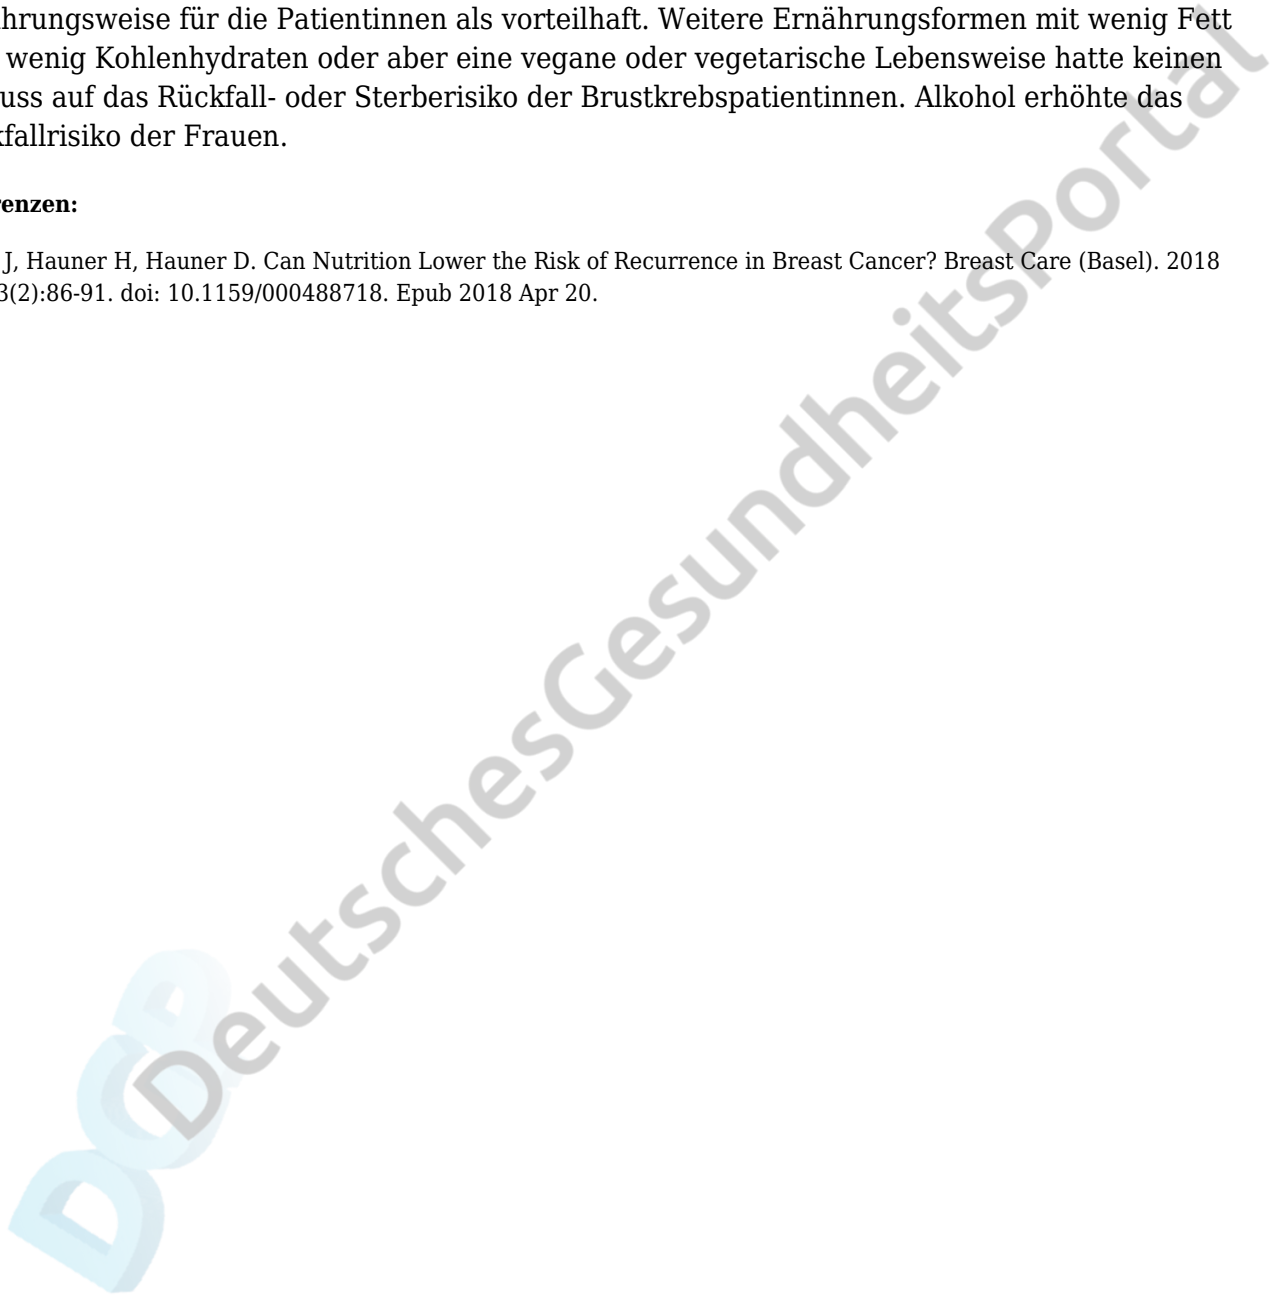 hrungsweise für die Patientinnen als vorteilhaft. Weitere Ernährungsformen mit wenig Fett
wenig Kohlenhydraten oder aber eine vegane oder vegetarische Lebensweise hatte keinen
uss auf das Rückfall- oder Sterberisiko der Brustkrebspatientinnen. Alkohol erhöhte das
kfallrisiko der Frauen.
enzen:
J, Hauner H, Hauner D. Can Nutrition Lower the Risk of Recurrence in Breast Cancer? Breast Care (Basel). 2018
3(2):86-91. doi: 10.1159/000488718. Epub 2018 Apr 20.
DeutschesGesundheitsPortal
DGP